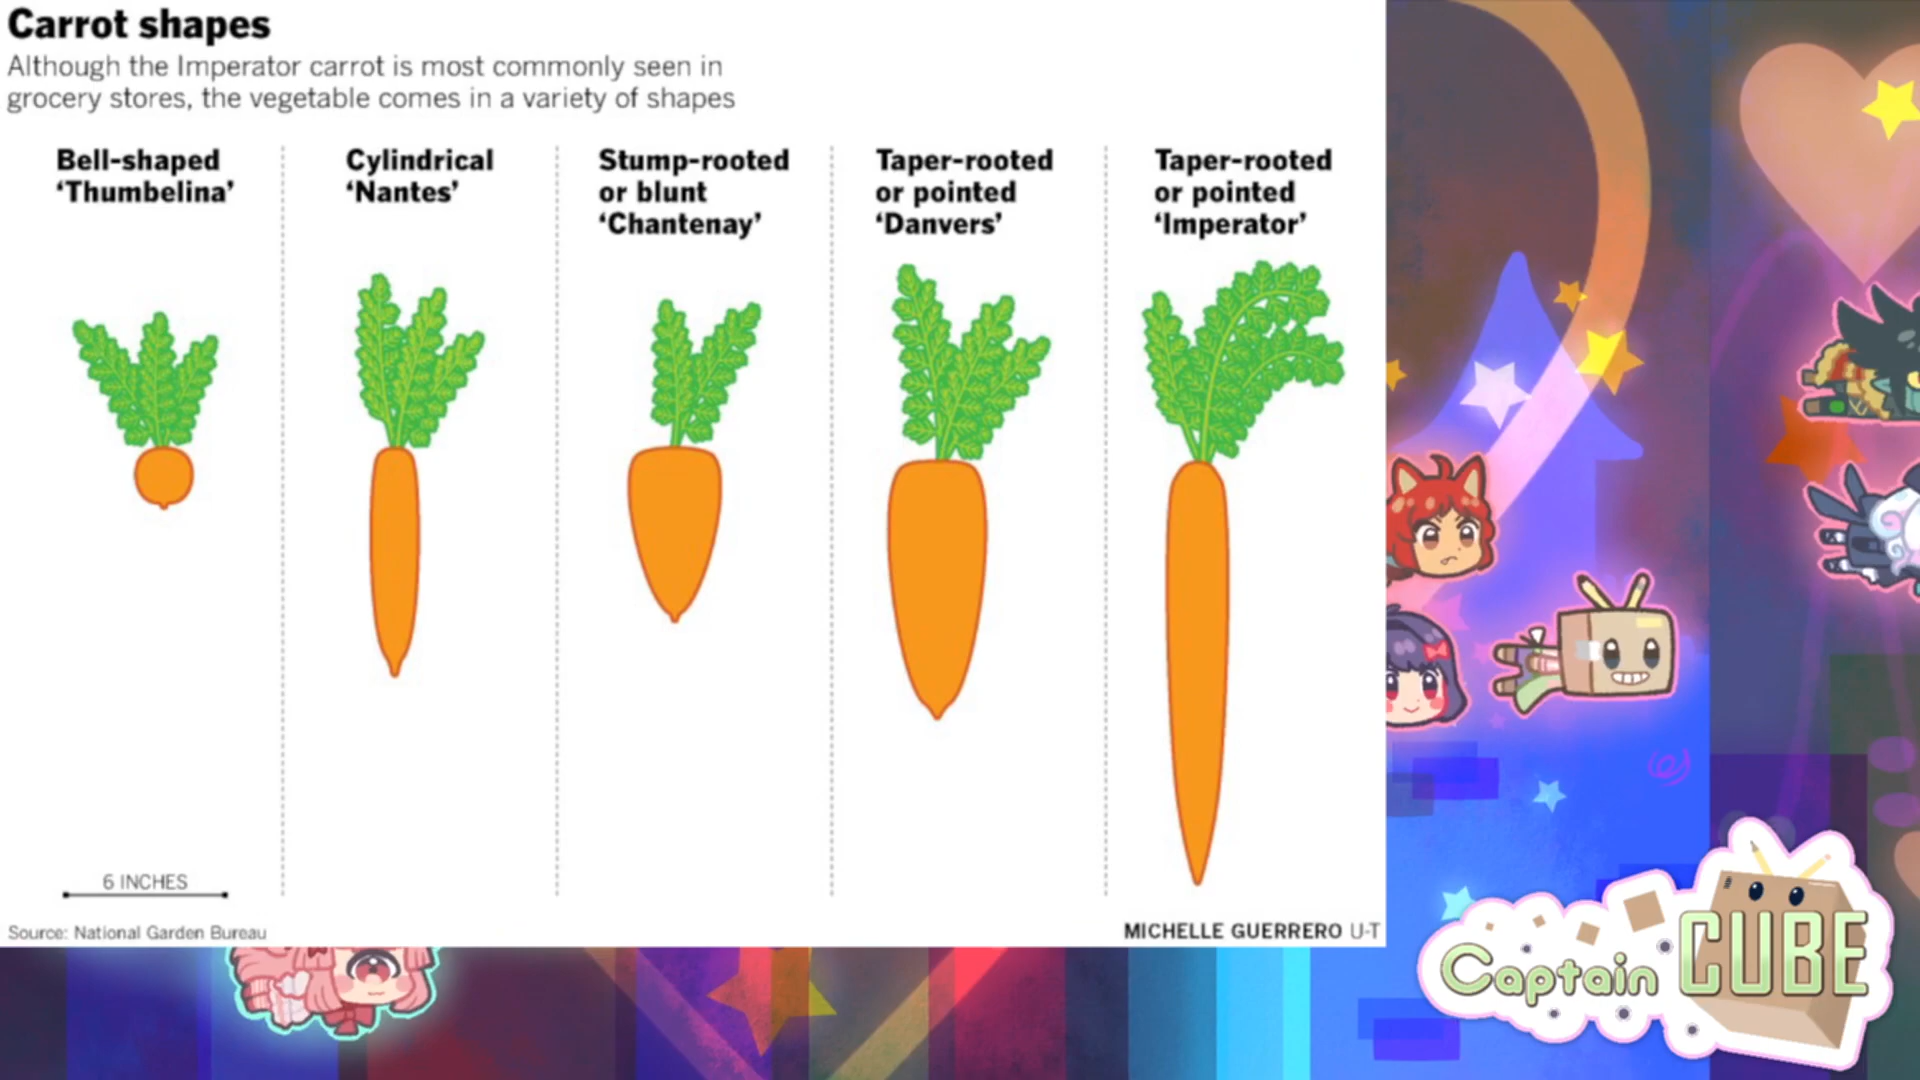 Carrot shapes
Although the Imperator carrot is most commonly seen in
grocery stores, the vegetable comes in a variety of shapes
Bell-shaped
‘Thumbelina’
Cylindrical
‘Nantes’
Stump-rooted
or blunt
‘Chantenay’
Taper-rooted
or pointed
‘Danvers’
Taper-rooted
or pointed
‘Imperator’
6 INCHES
Source: National Garden Bureau
MICHELLE GUERRERO U-T
Captain CUBE